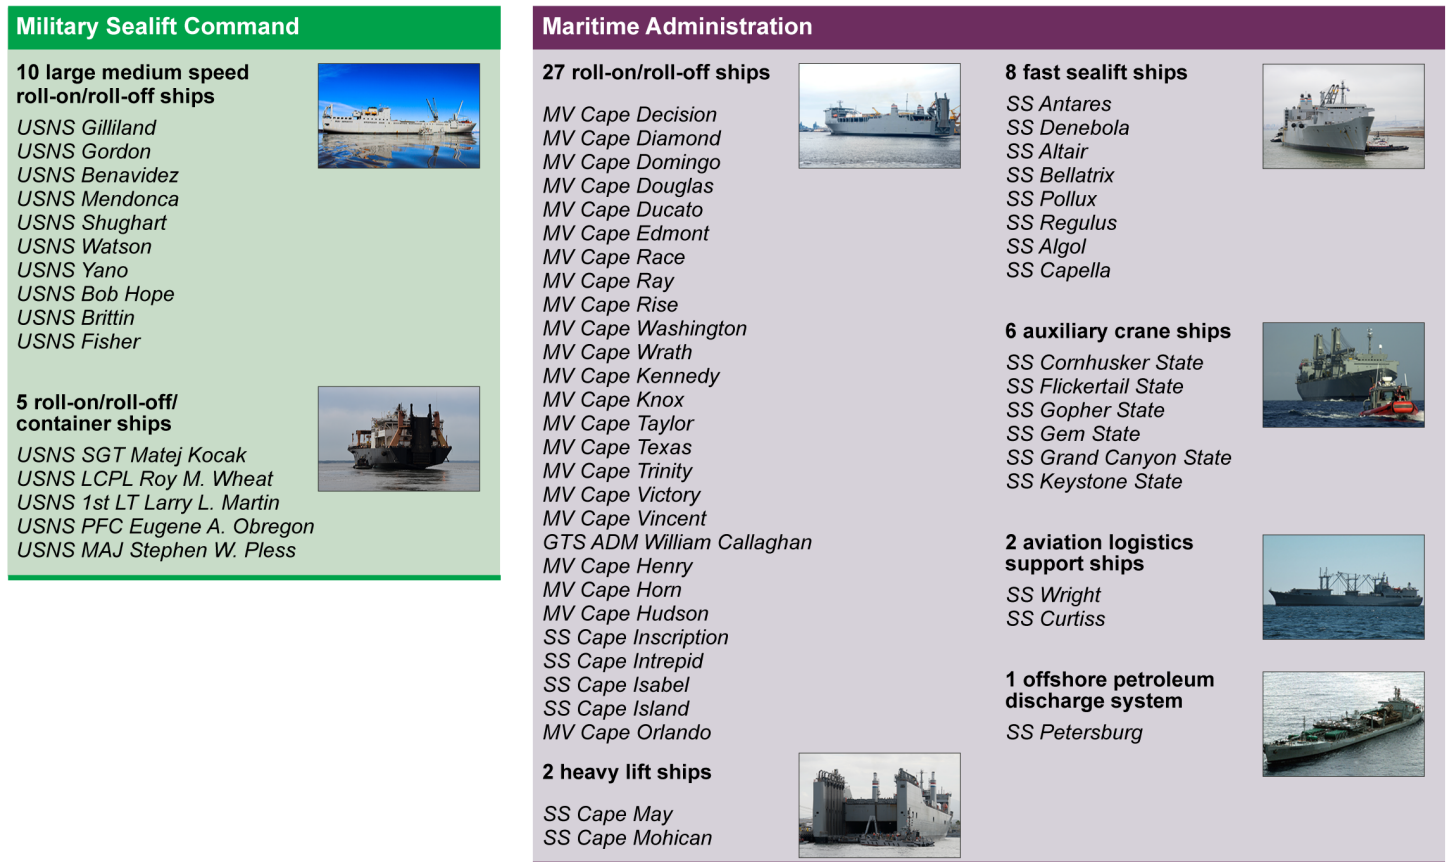 Military Sealift Command
10 large medium speed
roll-on/roll-off ships
USNS Gilliland
USNS Gordon
USNS Benavidez
USNS Mendonca
USNS Shughart
USNS Watson
USNS Yano
USNS Bob Hope
USNS Brittin
USNS Fisher
5 roll-on/roll-off/
container ships
USNS SGT Matej Kocak
USNS LCPL Roy M. Wheat
USNS 1st LT Larry L. Martin
USNS PFC Eugene A. Obregon
USNS MAJ Stephen W. Pless
Maritime Administration
27 roll-on/roll-off ships
MV Cape Decision
MV Cape Diamond
MV Cape Domingo
MV Cape Douglas
MV Cape Ducato
MV Cape Edmont
MV Cape Race
MV Cape Ray
MV Cape Rise
MV Cape Washington
MV Cape Wrath
MV Cape Kennedy
MV Cape Knox
MV Cape Taylor
MV Cape Texas
MV Cape Trinity
MV Cape Victory
MV Cape Vincent
GTS ADM William Callaghan
MV Cape Henry
MV Cape Horn
MV Cape Hudson
SS Cape Inscription
SS Cape Intrepid
SS Cape Isabel
SS Cape Island
MV Cape Orlando
2 heavy lift ships
SS Cape May
SS Cape Mohican
8 fast sealift ships
SS Antares
SS Denebola
SS Altair
SS Bellatrix
SS Pollux
SS Regulus
SS Algol
SS Capella
6 auxiliary crane ships
SS Cornhusker State
SS Flickertail State
SS Gopher State
SS Gem State
SS Grand Canyon State
SS Keystone State
2 aviation logistics
support ships
SS Wright
SS Curtiss
1 offshore petroleum
discharge system
SS Petersburg